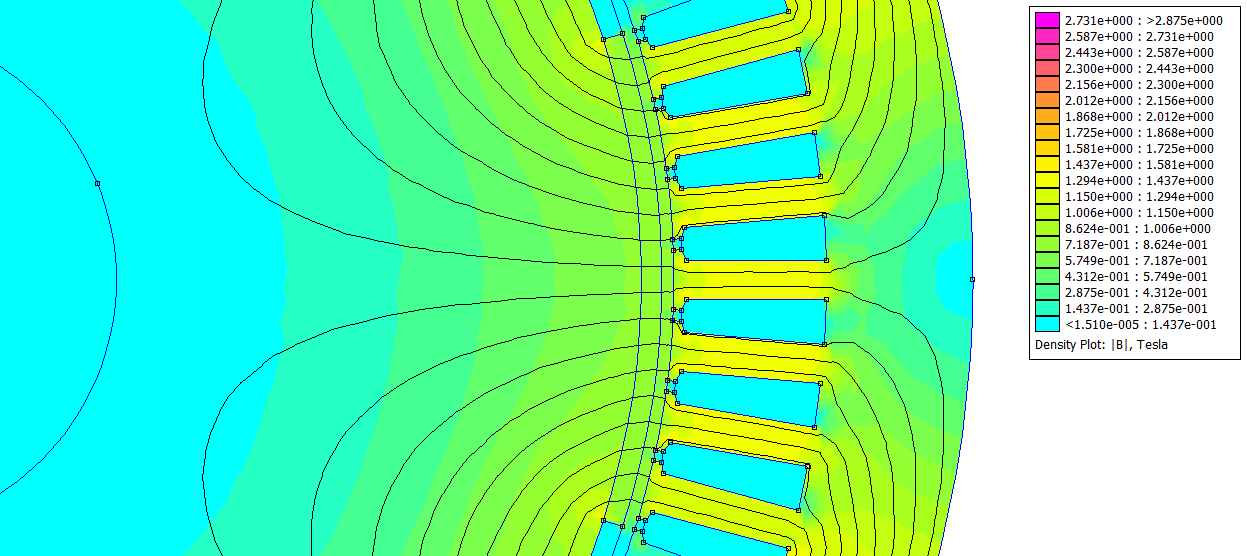 2.731e+000 : >2.875e+000
2.587e+000 : 2.731e+000
2.443e+000 : 2.587e+000
2.300e+000 : 2.443e+000
2.156e+000 : 2.300e+000
2.012e+000 : 2.156e+000
1.868e+000 : 2.012e+000
1.725e+000 : 1.868e+000
1.581e+000 : 1.725e+000
1.437e+000 : 1.581e+000
1.294e+000 : 1.437e+000
1.150e+000 : 1.294e+000
1.006e+000 : 1.150e+000
8.624e-001 : 1.006e+000
7.187e-001 : 8.624e-001
5.749e-001 : 7.187e-001
4.312e-001 : 5.749e-001
2.875e-001 : 4.312e-001
1.437e-001 : 2.875e-001
<1.510e-005 : 1.437e-001
Density Plot: |B|, Tesla